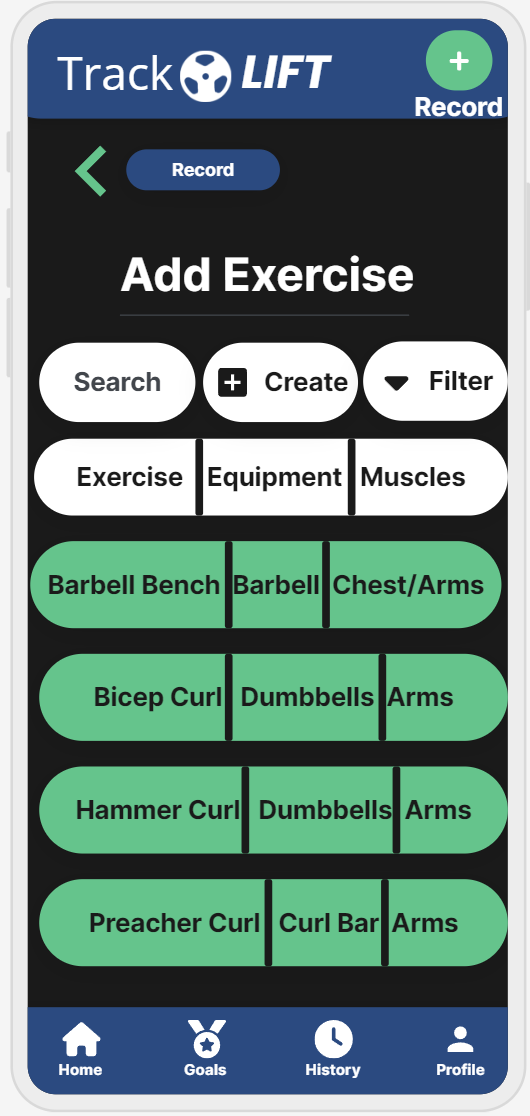 Track LIFT
Record
Record
Add Exercise
Search Create Filter
Exercise Equipment Muscles
Barbell Bench Barbell Chest/Arms
Bicep Curl Dumbbells Arms
Hammer Curl Dumbbells Arms
Preacher Curl Curl Bar Arms
Home Goals History Profile